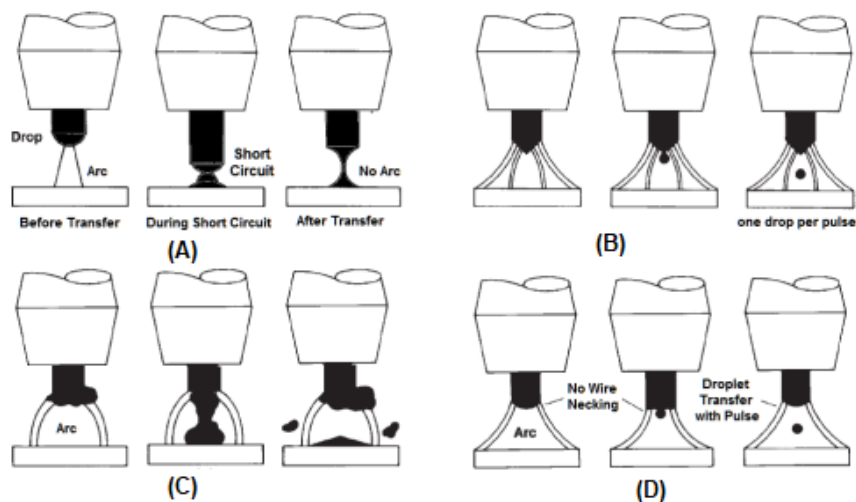 Drop
Arc
Short
Circuit
No Arc
Before Transfer
During Short Circuit
After Transfer
(A)
one drop per pulse
(B)
Arc
(C)
No Wire
Necking
Droplet
Transfer
with Pulse
Arc
(D)